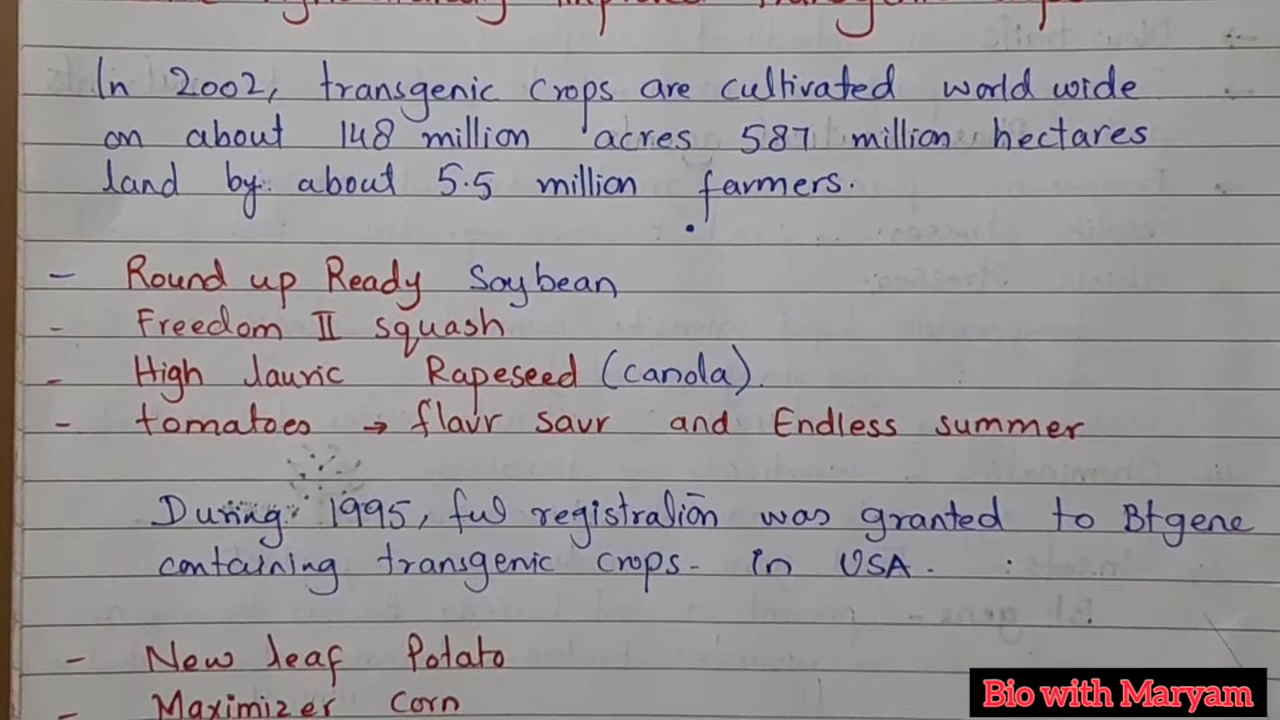 Improved Transgenic
In 2002, transgenic crops are cultivated world wide
on about 148 million acres 587 million hectares
land by about 5.5 million farmers.
- Round up Ready Soybean
- Freedom II squash
- High lauric Rapeseed (canola).
- tomatoes → flavr savr and Endless summer
During 1995, full registration was granted to Bt gene
containing transgenic crops. in USA.
- New leaf Potato
- Maximizer corn
Bio with Maryam